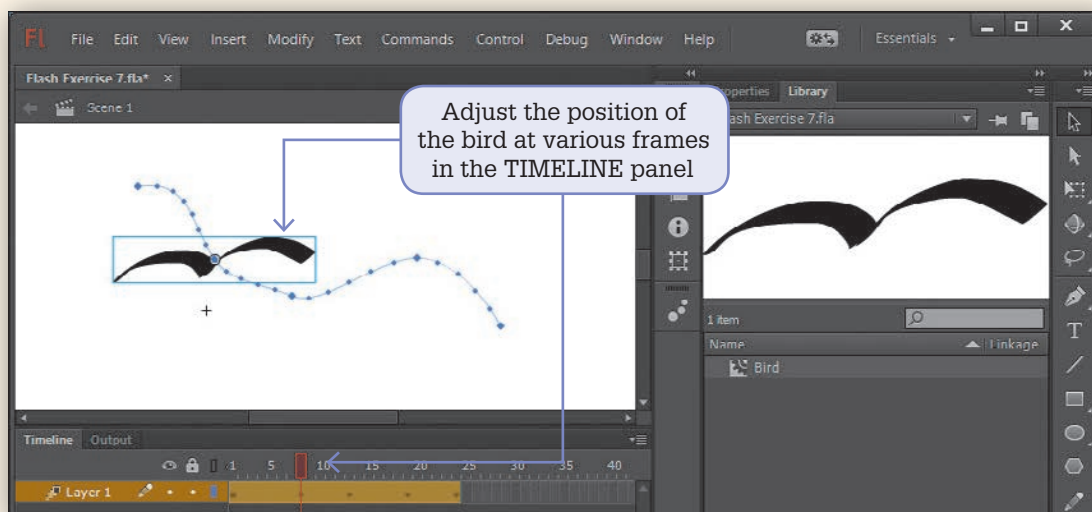 Fl File Edit View Insert Modify Text Commands Control Debug Window Help Essentials
Flash Exercise 7.fla* ×
Scene 1
Adjust the position of
the bird at various frames
in the TIMELINE panel
Properties Library
Flash Exercise 7.fla
1 item
Name Linkage
Bird
Timeline Output
1 5 10 15 20 25 30 35 40
Layer 1